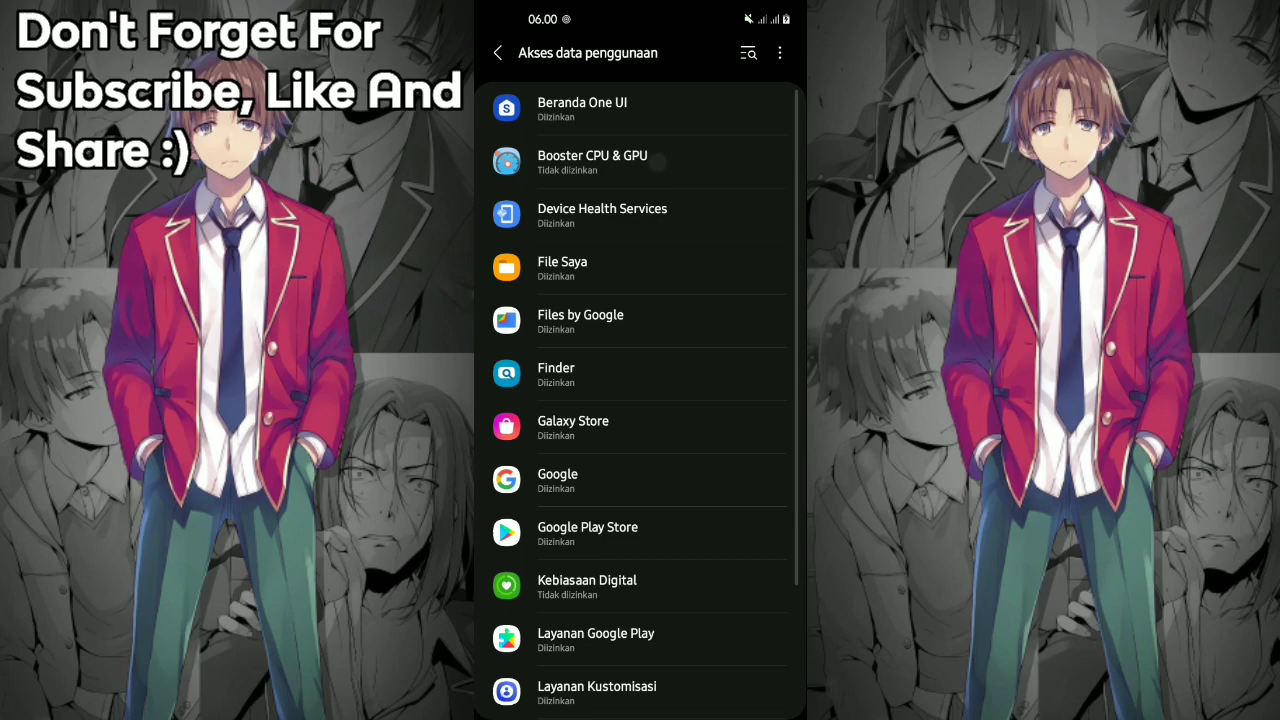 Don't Forget For
Subscribe, Like And
Share :)
06.00
Akses data penggunaan
Beranda One UI
Diizinkan
Booster CPU & GPU
Tidak diizinkan
Device Health Services
Diizinkan
File Saya
Diizinkan
Files by Google
Diizinkan
Finder
Diizinkan
Galaxy Store
Diizinkan
Google
Diizinkan
Google Play Store
Diizinkan
Kebiasaan Digital
Tidak diizinkan
Layanan Google Play
Diizinkan
Layanan Kustomisasi
Diizinkan